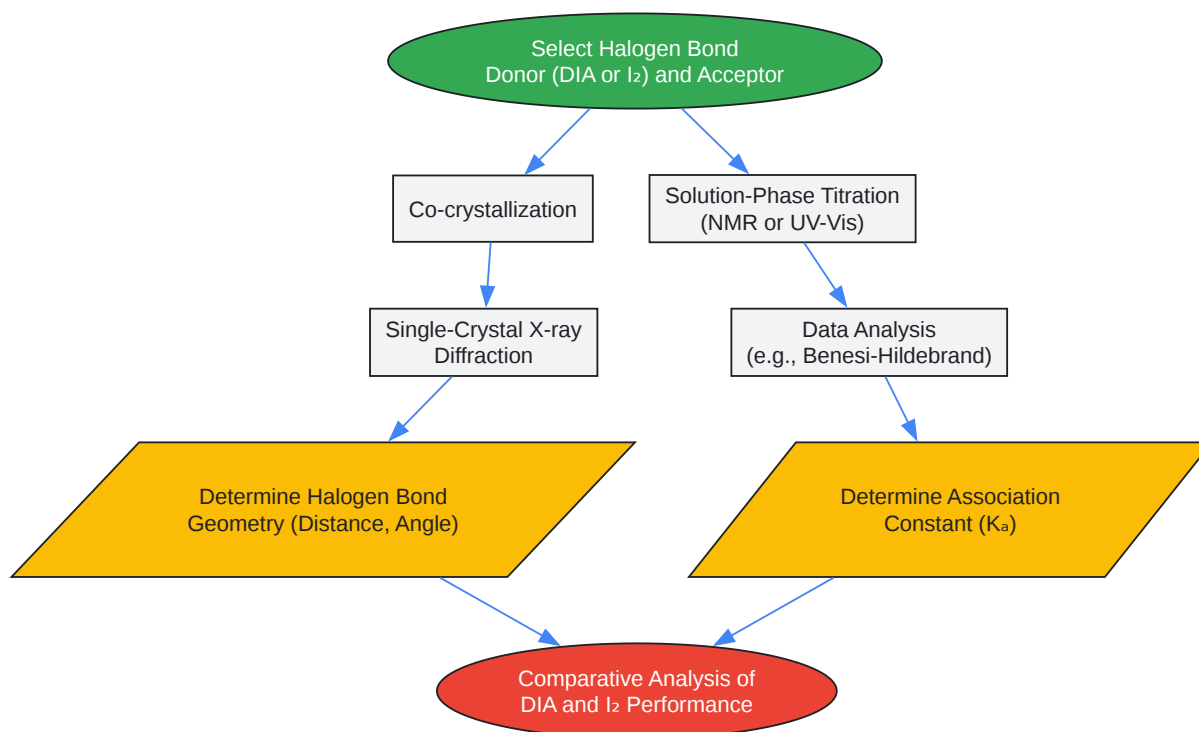 Select Halogen Bond
Donor (DIA or I₂) and Acceptor
Co-crystallization
Solution-Phase Titration
(NMR or UV-Vis)
Single-Crystal X-ray
Diffraction
Data Analysis
(e.g., Benesi-Hildebrand)
Determine Halogen Bond
Geometry (Distance, Angle)
Determine Association
Constant (Kₐ)
Comparative Analysis of
DIA and I₂ Performance